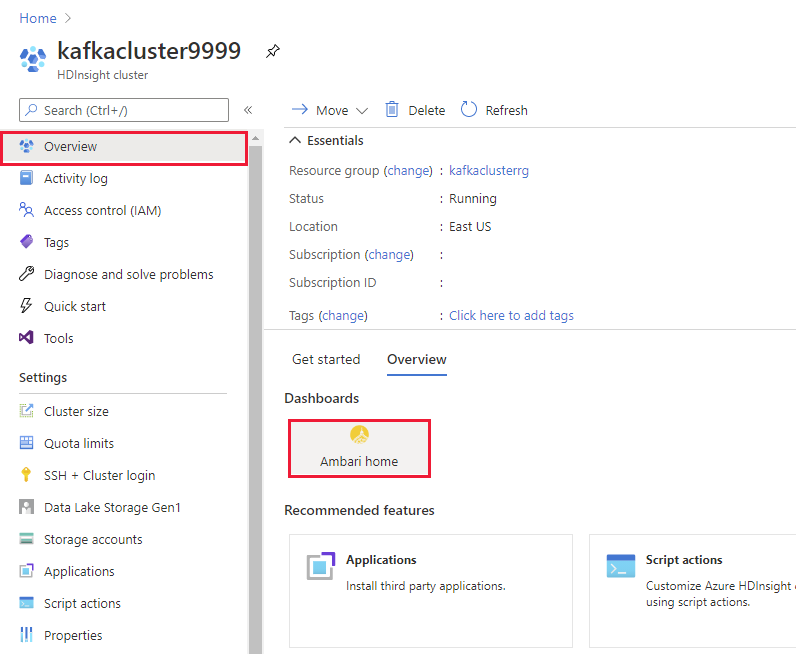 Home >
kafkacluster9999
HDInsight cluster
Search (Ctrl+/)
«
Overview
Activity log
Access control (IAM)
Tags
Diagnose and solve problems
Quick start
Tools
Settings
Cluster size
Quota limits
SSH + Cluster login
Data Lake Storage Gen1
Storage accounts
Applications
Script actions
Properties
Move Delete Refresh
Essentials
Resource group (change) : kafkaclusterrg
Status : Running
Location : East US
Subscription (change) :
Subscription ID :
Tags (change) : Click here to add tags
Get started Overview
Dashboards
Ambari home
Recommended features
Applications
Install third party applications.
Script actions
Customize Azure HDInsight
using script actions.